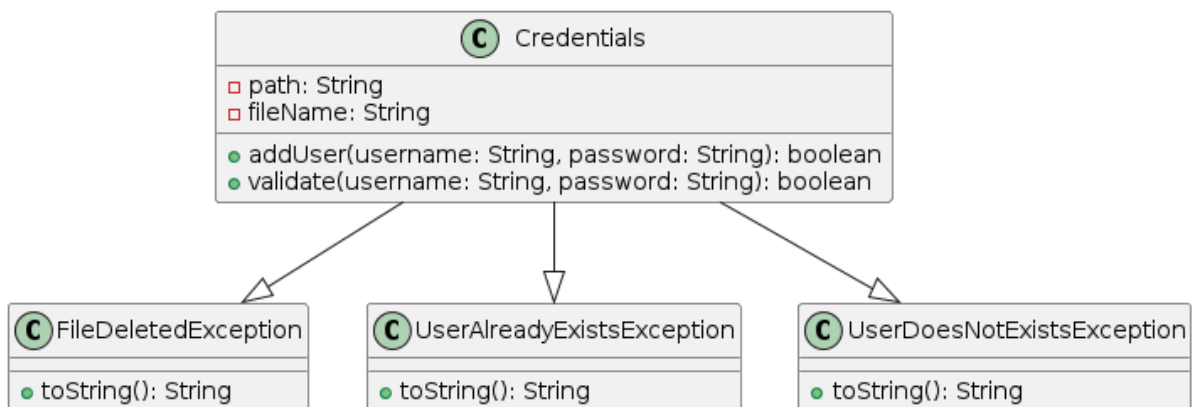 C Credentials
path: String
fileName: String
addUser(username: String, password: String): boolean
validate(username: String, password: String): boolean
C FileDeletedException
toString(): String
C UserAlreadyExistsException
toString(): String
C UserDoesNotExistsException
toString(): String